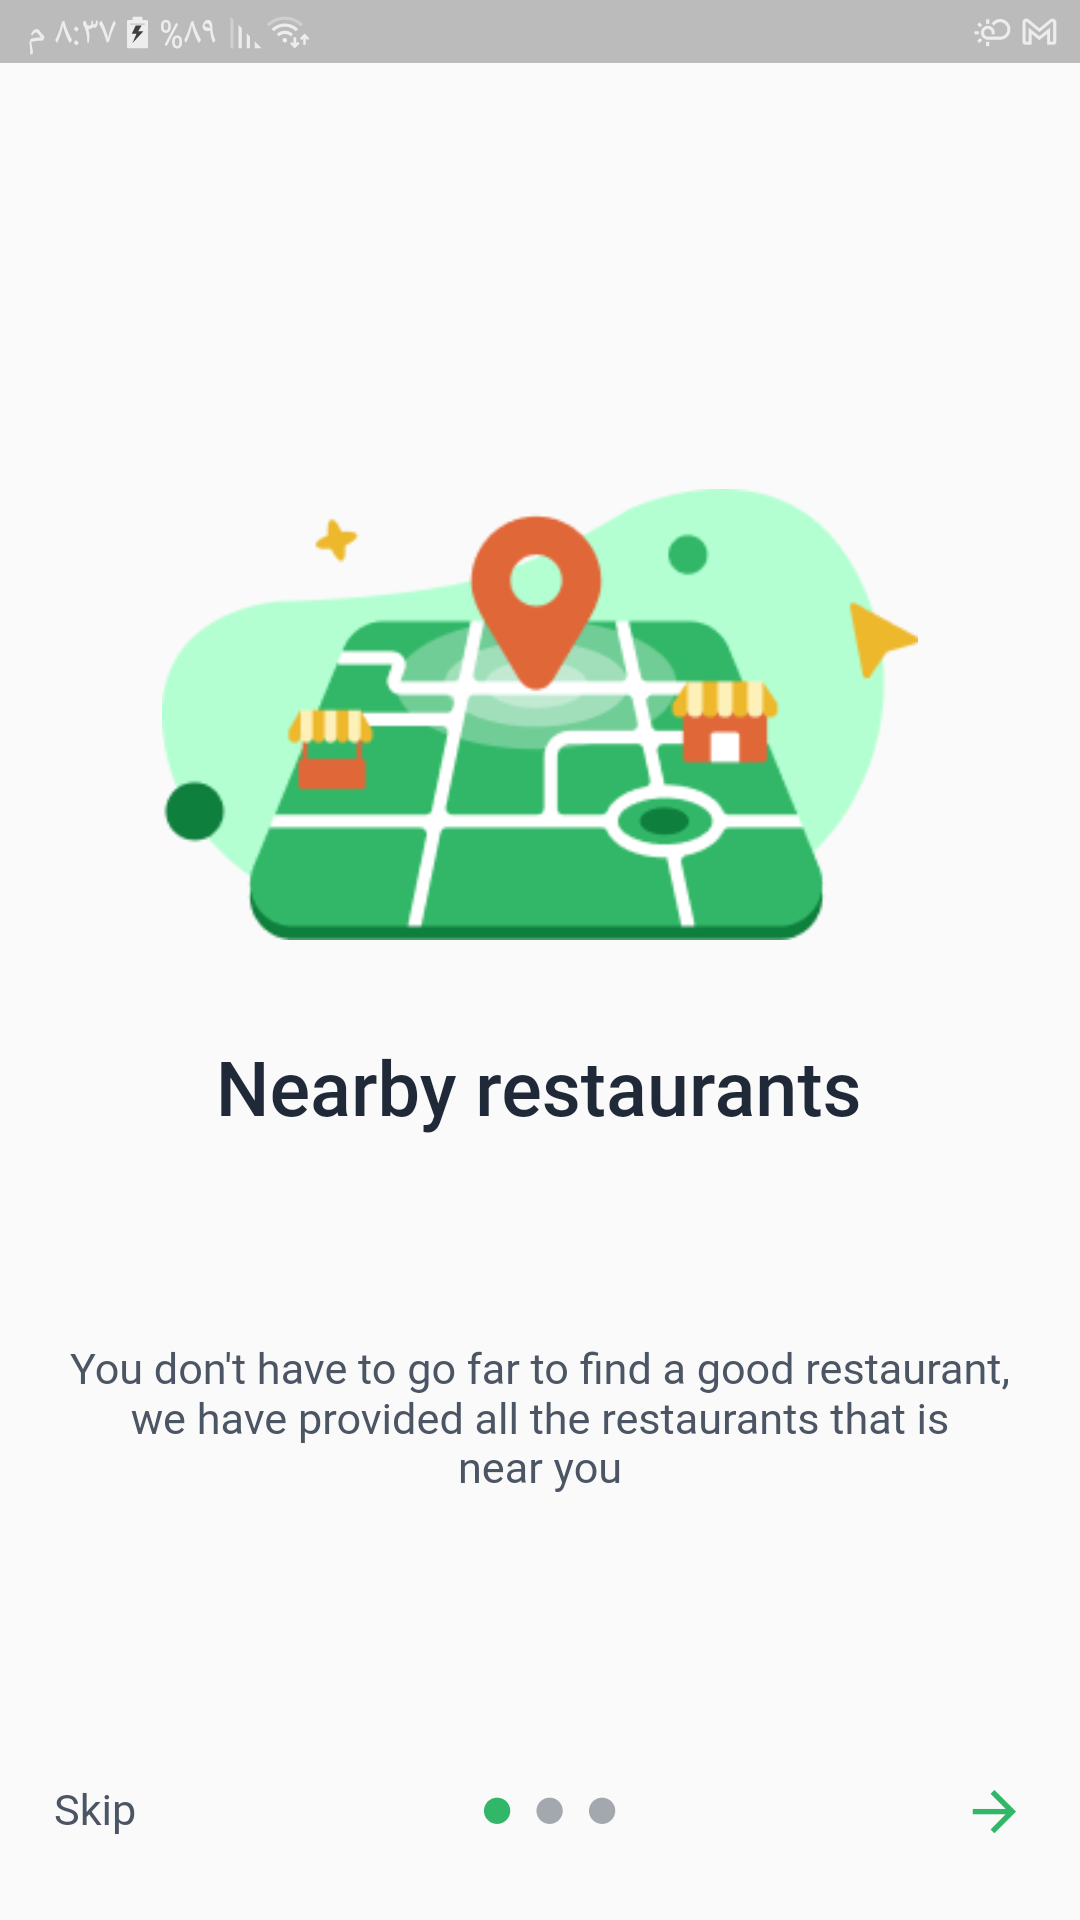 م ٨:٣٧ %٨٩
Nearby restaurants
You don't have to go far to find a good restaurant,
we have provided all the restaurants that is
near you
Skip